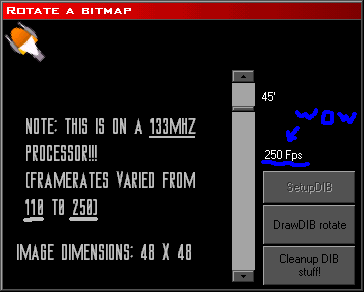 ROTATE A BITMAP
45'
WOW
NOTE: THIS IS ON A 133MHZ
PROCESSOR!!!
(FRAMERATES VARIED FROM
110 TO 250)
250 Fps
SetupDIB
DrawDIB rotate
Cleanup DIB
stuff!
IMAGE DIMENSIONS: 48 X 48